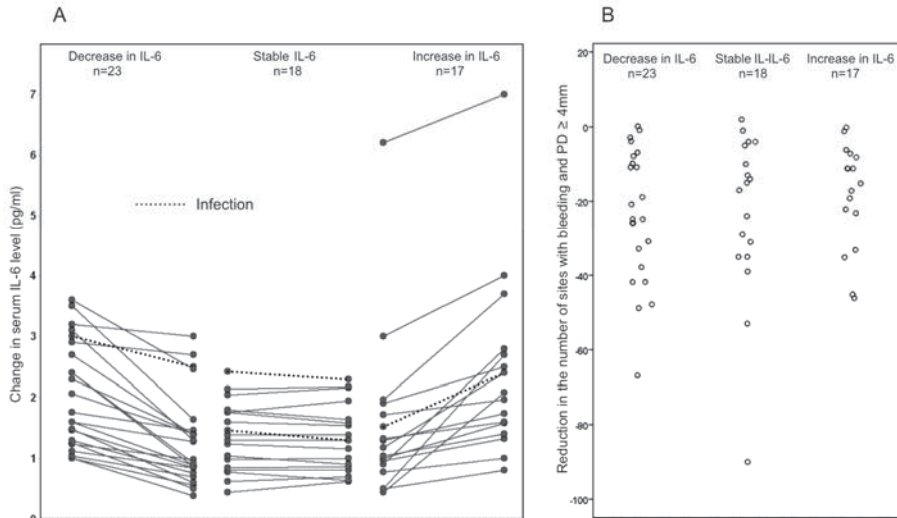 A
Decrease in IL-6
n=23
Stable IL-6
n=18
Increase in IL-6
n=17
Change in serum IL-6 level (pg/ml)
7
6
5
4
3
2
1
0
Infection
B
Decrease in IL-6
n=23
Stable IL-IL-6
n=18
Increase in IL-6
n=17
Reduction in the number of sites with bleeding and PD ≥ 4mm
20
-0
-20
-40
-60
-80
-100